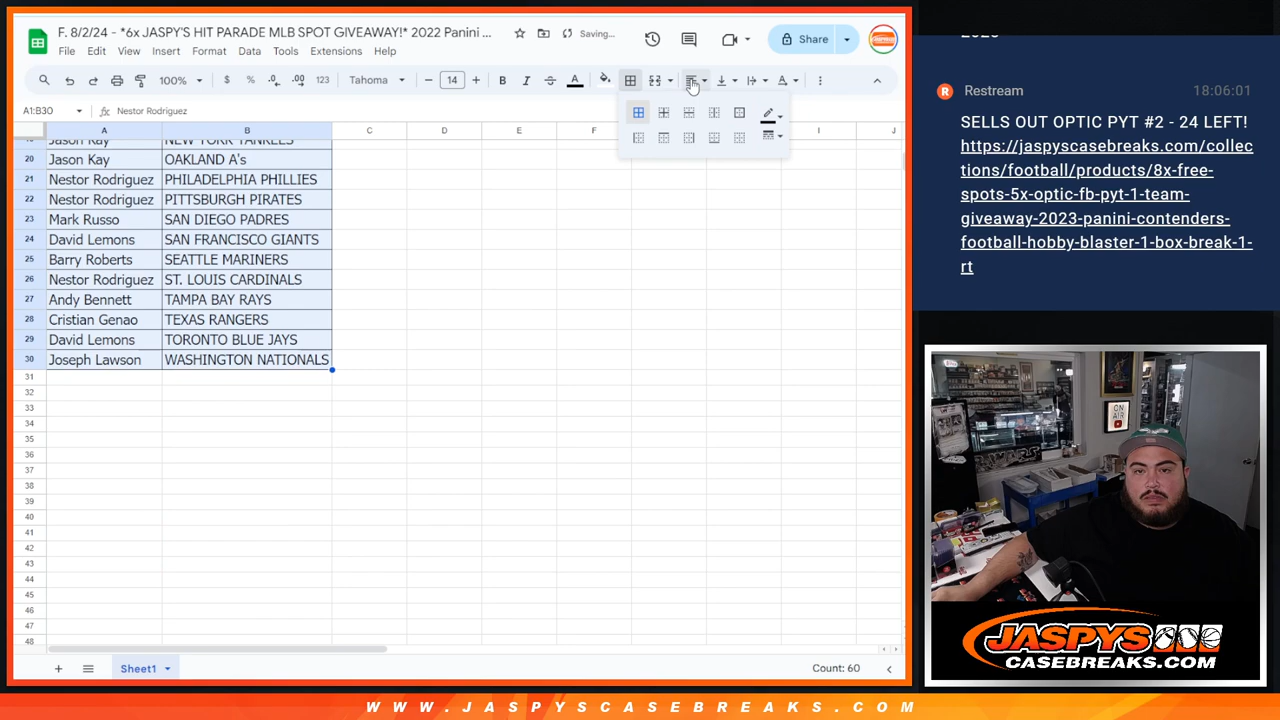 F. 8/2/24 - *6x JASPY'S HIT PARADE MLB SPOT GIVEAWAY!* 2022 Panini ...
Saving...
Share
File Edit View Insert Format Data Tools Extensions Help
100% $ % .0 .00 123 Tahoma 14 B I A
A1:B30 fx Nestor Rodriguez
A B C D E F I J
Jason Kay NEW YORK YANKEES
20 Jason Kay OAKLAND A's
21 Nestor Rodriguez PHILADELPHIA PHILLIES
22 Nestor Rodriguez PITTSBURGH PIRATES
23 Mark Russo SAN DIEGO PADRES
24 David Lemons SAN FRANCISCO GIANTS
25 Barry Roberts SEATTLE MARINERS
26 Nestor Rodriguez ST. LOUIS CARDINALS
27 Andy Bennett TAMPA BAY RAYS
28 Cristian Genao TEXAS RANGERS
29 David Lemons TORONTO BLUE JAYS
30 Joseph Lawson WASHINGTON NATIONALS
31
32
33
34
35
36
37
38
39
40
41
42
43
44
45
46
47
48
Sheet1
Count: 60
R Restream 18:06:01
SELLS OUT OPTIC PYT #2 - 24 LEFT!
https://jaspyscasebreaks.com/collec
tions/football/products/8x-free-
spots-5x-optic-fb-pyt-1-team-
giveaway-2023-panini-contenders-
football-hobby-blaster-1-box-break-1-
rt
ON
AIR
JASPYS
CASEBREAKS.COM
WWW.JASPYSCASEBREAKS.COM